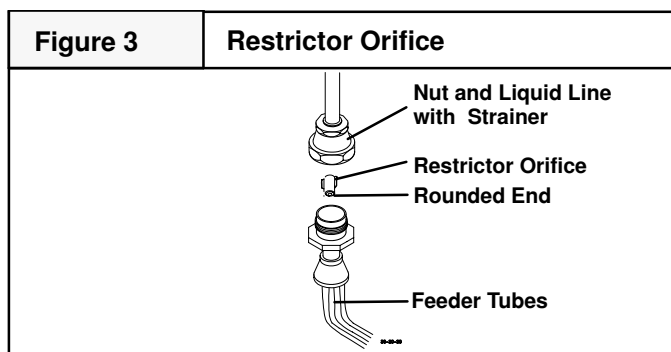 Figure 3
Restrictor Orifice
Nut and Liquid Line
with Strainer
Restrictor Orifice
Rounded End
Feeder Tubes